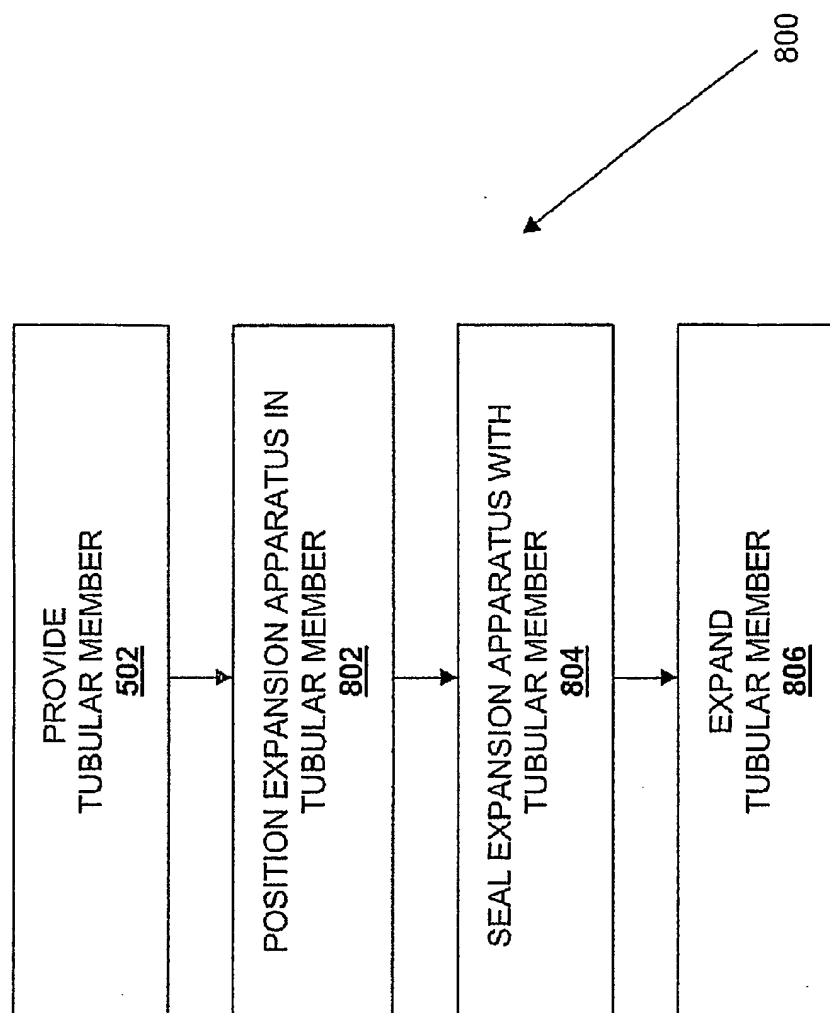 PROVIDE
TUBULAR MEMBER
502
POSITION EXPANSION APPARATUS IN
TUBULAR MEMBER
802
SEAL EXPANSION APPARATUS WITH
TUBULAR MEMBER
804
EXPAND
TUBULAR MEMBER
806
800